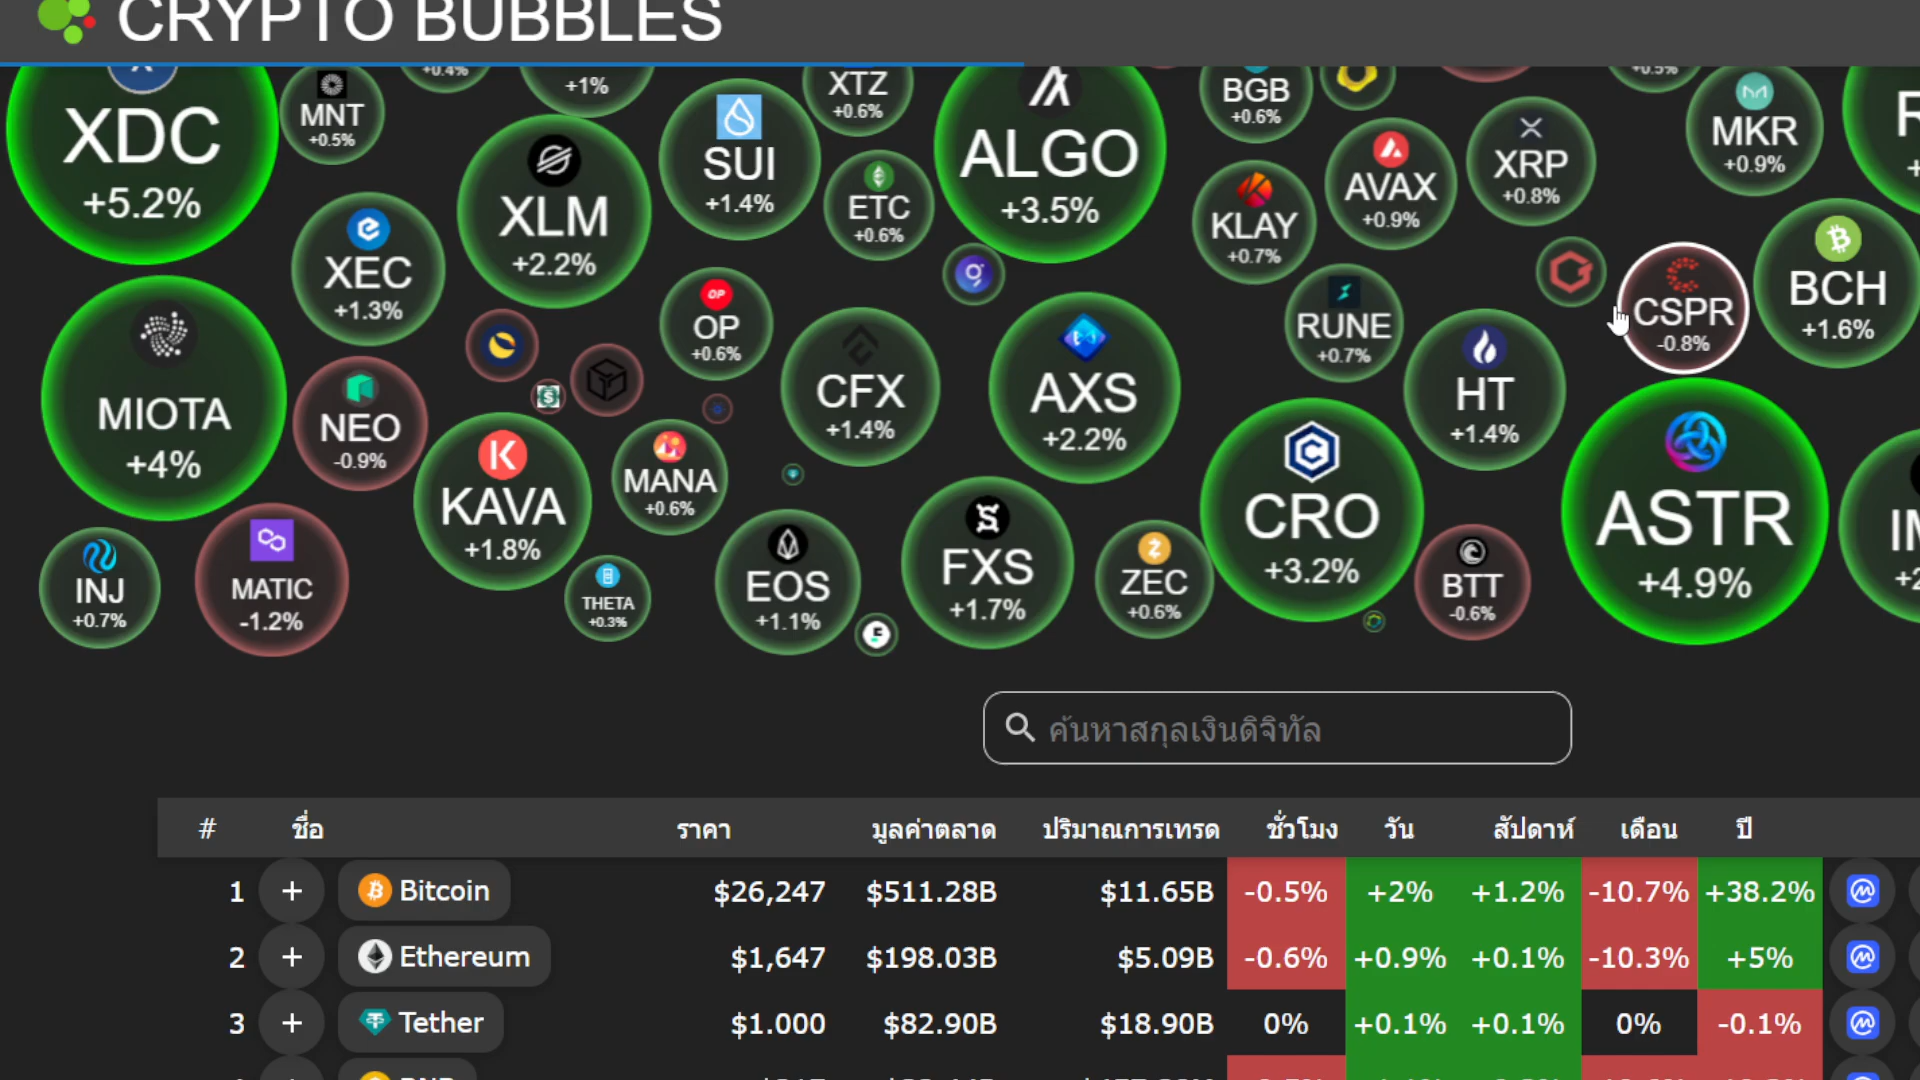 CRYPTO BUBBLES
XDC
+5.2%
MNT
+0.5%
+0.4%
+1%
SUI
+1.4%
XTZ
+0.6%
ALGO
+3.5%
BGB
+0.6%
+0.5%
MKR
+0.9%
XLM
+2.2%
ETC
+0.6%
KLAY
+0.7%
AVAX
+0.9%
XRP
+0.8%
XEC
+1.3%
OP
+0.6%
RUNE
+0.7%
CSPR
-0.8%
BCH
+1.6%
MIOTA
+4%
NEO
-0.9%
CFX
+1.4%
AXS
+2.2%
HT
+1.4%
KAVA
+1.8%
MANA
+0.6%
CRO
+3.2%
ASTR
+4.9%
INJ
+0.7%
MATIC
-1.2%
THETA
+0.3%
EOS
+1.1%
FXS
+1.7%
ZEC
+0.6%
BTT
-0.6%
ค้นหาสกุลเงินดิจิทัล
# ชื่อ ราคา มูลค่าตลาด ปริมาณการเทรด ชั่วโมง วัน สัปดาห์ เดือน ปี
1 + Bitcoin $26,247 $511.28B $11.65B -0.5% +2% +1.2% -10.7% +38.2%
2 + Ethereum $1,647 $198.03B $5.09B -0.6% +0.9% +0.1% -10.3% +5%
3 + Tether $1.000 $82.90B $18.90B 0% +0.1% +0.1% 0% -0.1%